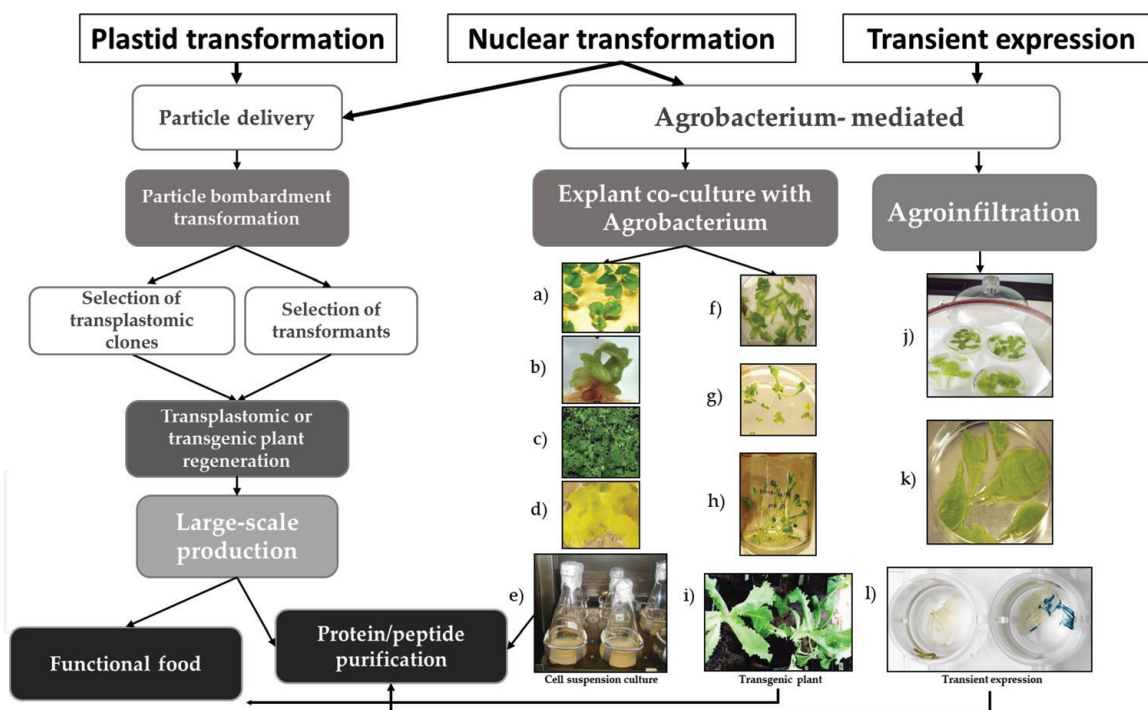 Plastid transformation
Nuclear transformation
Transient expression
Particle delivery
Agrobacterium- mediated
Particle bombardment
transformation
Explant co-culture with
Agrobacterium
Agroinfiltration
Selection of
transplastomic
clones
Selection of
transformants
Transplastomic or
transgenic plant
regeneration
Large-scale
production
Functional food
Protein/peptide
purification
a)
b)
c)
d)
e)
Cell suspension culture
f)
g)
h)
i)
Transgenic plant
j)
k)
l)
Transient expression